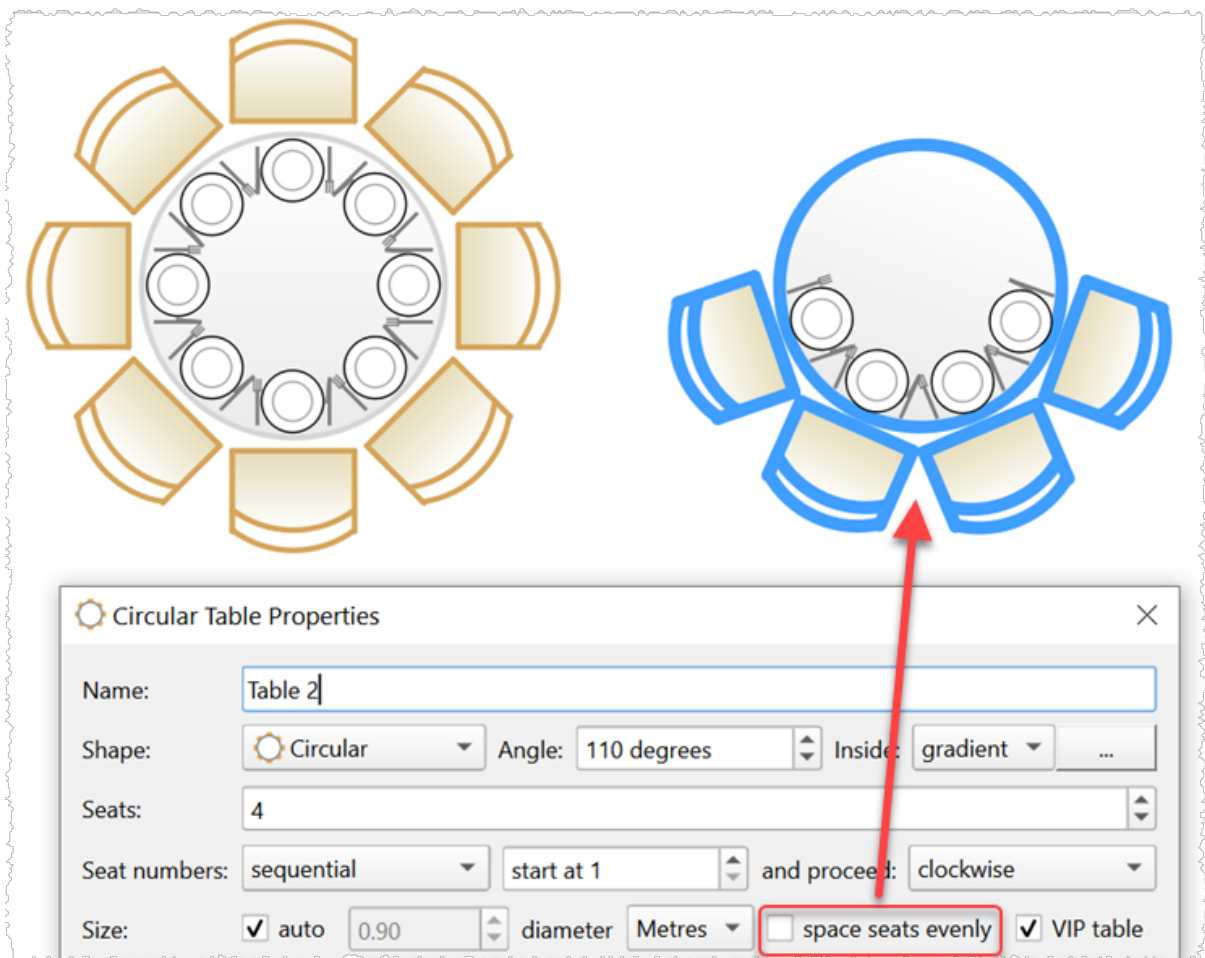 Circular Table Properties
Name: Table 2
Shape: Circular Angle: 110 degrees Inside: gradient ...
Seats: 4
Seat numbers: sequential start at 1 and proceed: clockwise
Size: auto 0.90 diameter Metres space seats evenly VIP table